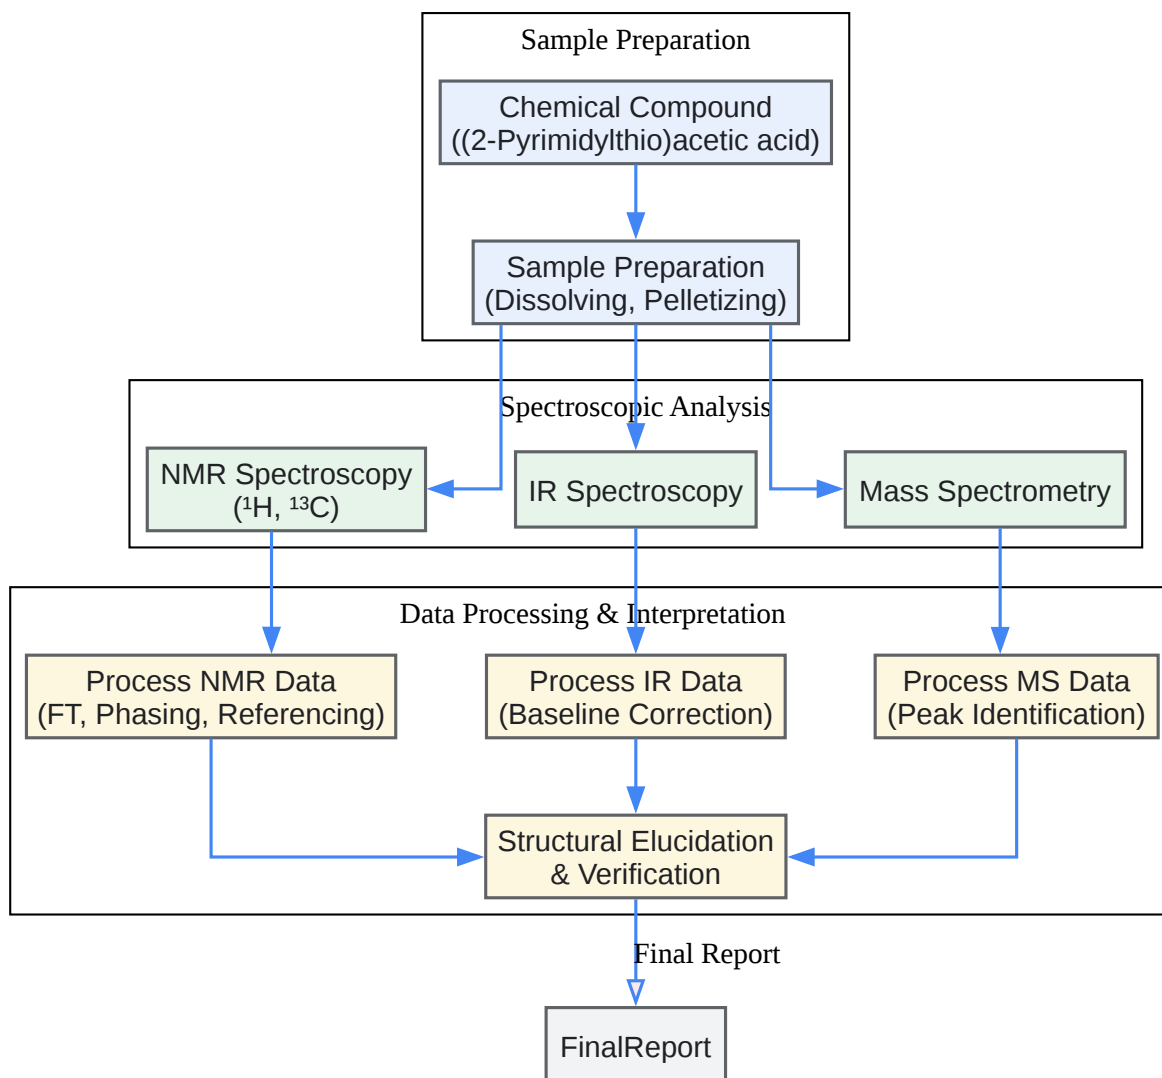 Sample Preparation
Chemical Compound
((2-Pyrimidylthio)acetic acid)
Sample Preparation
(Dissolving, Pelletizing)
Spectroscopic Analysis
NMR Spectroscopy
(¹H, ¹³C)
IR Spectroscopy
Mass Spectrometry
Data Processing & Interpretation
Process NMR Data
(FT, Phasing, Referencing)
Process IR Data
(Baseline Correction)
Process MS Data
(Peak Identification)
Structural Elucidation
& Verification
Final Report
FinalReport